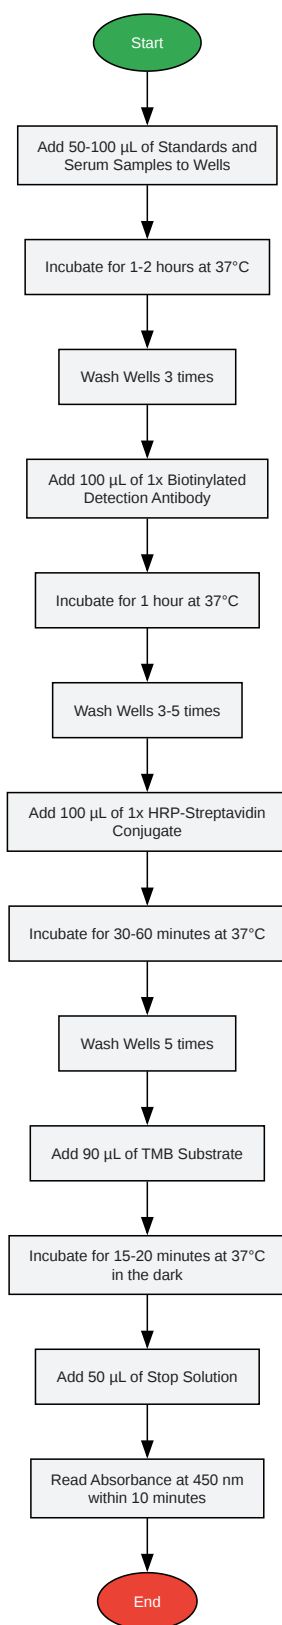 Start
Add 50-100 µL of Standards and
Serum Samples to Wells
Incubate for 1-2 hours at 37°C
Wash Wells 3 times
Add 100 µL of 1x Biotinylated
Detection Antibody
Incubate for 1 hour at 37°C
Wash Wells 3-5 times
Add 100 µL of 1x HRP-Streptavidin
Conjugate
Incubate for 30-60 minutes at 37°C
Wash Wells 5 times
Add 90 µL of TMB Substrate
Incubate for 15-20 minutes at 37°C
in the dark
Add 50 µL of Stop Solution
Read Absorbance at 450 nm
within 10 minutes
End